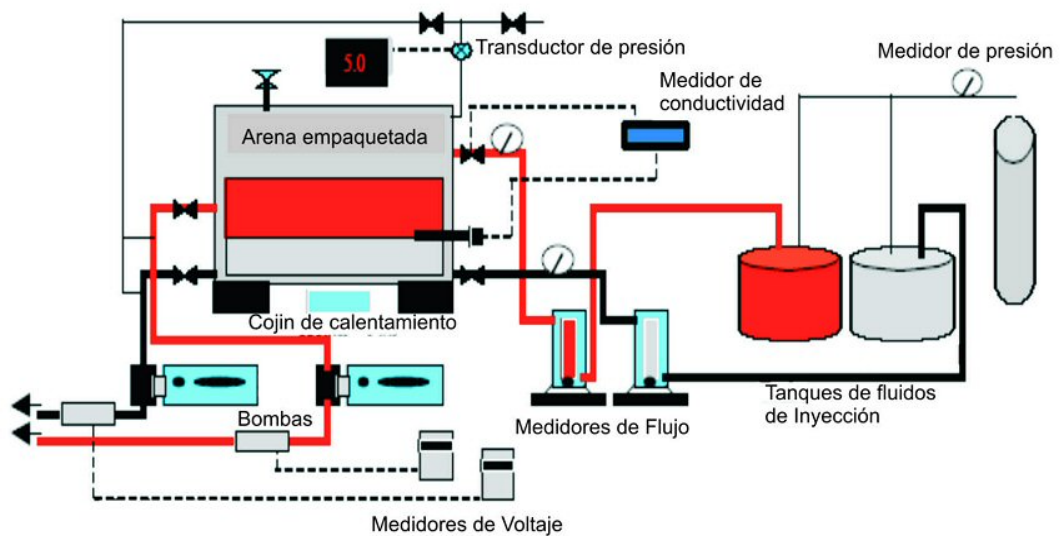 Transductor de presión
5.0
Medidor de presión
Medidor de
conductividad
Arena empaquetada
Cojin de calentamiento
Tanques de fluidos
de Inyección
Bombas
Medidores de Flujo
Medidores de Voltaje